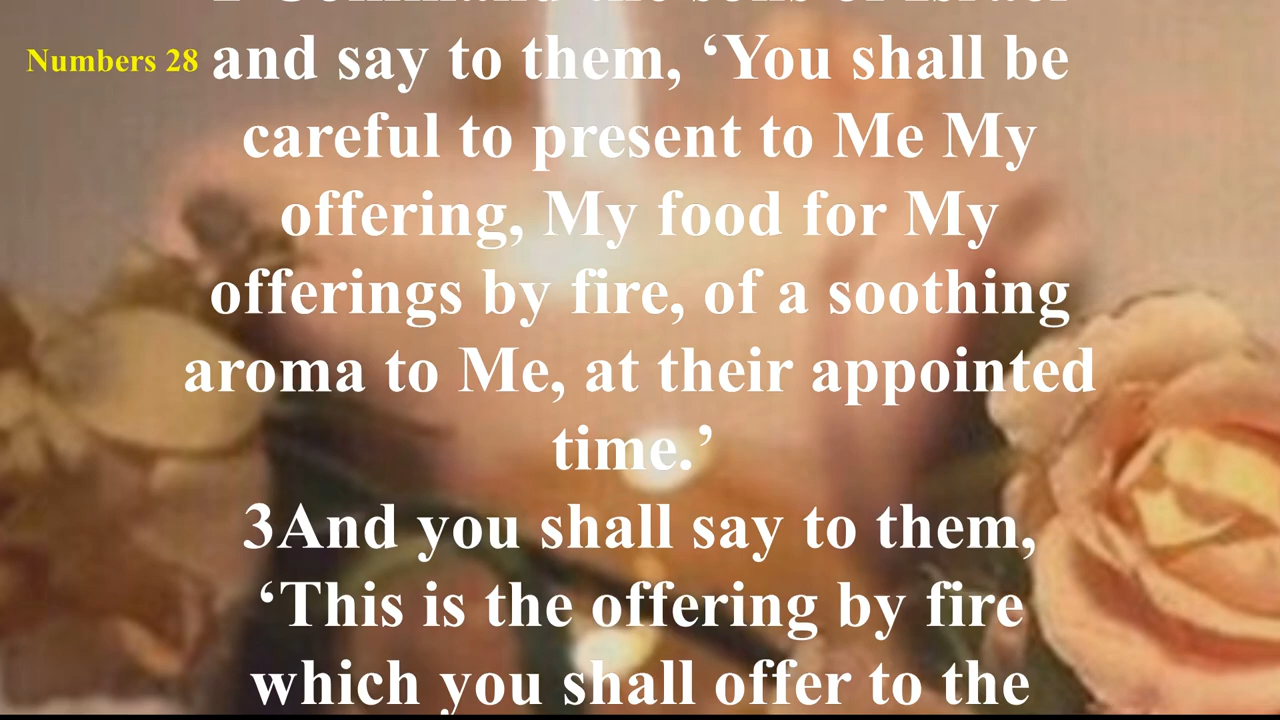 Numbers 28
and say to them, ‘You shall be
careful to present to Me My
offering, My food for My
offerings by fire, of a soothing
aroma to Me, at their appointed
time.’
3And you shall say to them,
‘This is the offering by fire
which you shall offer to the